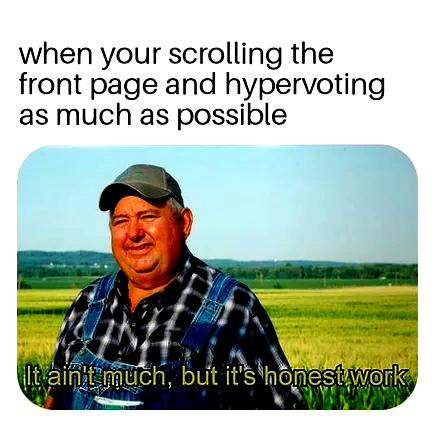 when your scrolling the
front page and hypervoting
as much as possible
It ain't much, but it's honest work